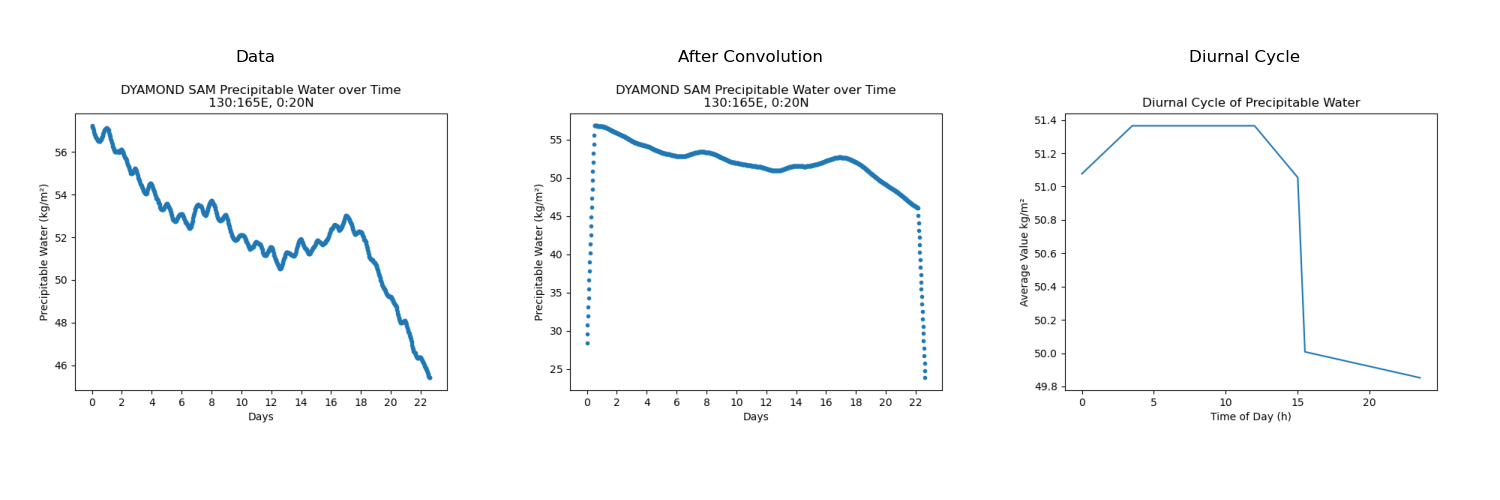 Data
DYAMOND SAM Precipitable Water over Time
130:165E, 0:20N
Precipitable Water (kg/m²)
56
54
52
50
48
46
0 2 4 6 8 10 12 14 16 18 20 22
Days
After Convolution
DYAMOND SAM Precipitable Water over Time
130:165E, 0:20N
Precipitable Water (kg/m²)
55
50
45
40
35
30
25
0 2 4 6 8 10 12 14 16 18 20 22
Days
Diurnal Cycle
Diurnal Cycle of Precipitable Water
Average Value kg/m²
51.4
51.2
51.0
50.8
50.6
50.4
50.2
50.0
49.8
0 5 10 15 20
Time of Day (h)